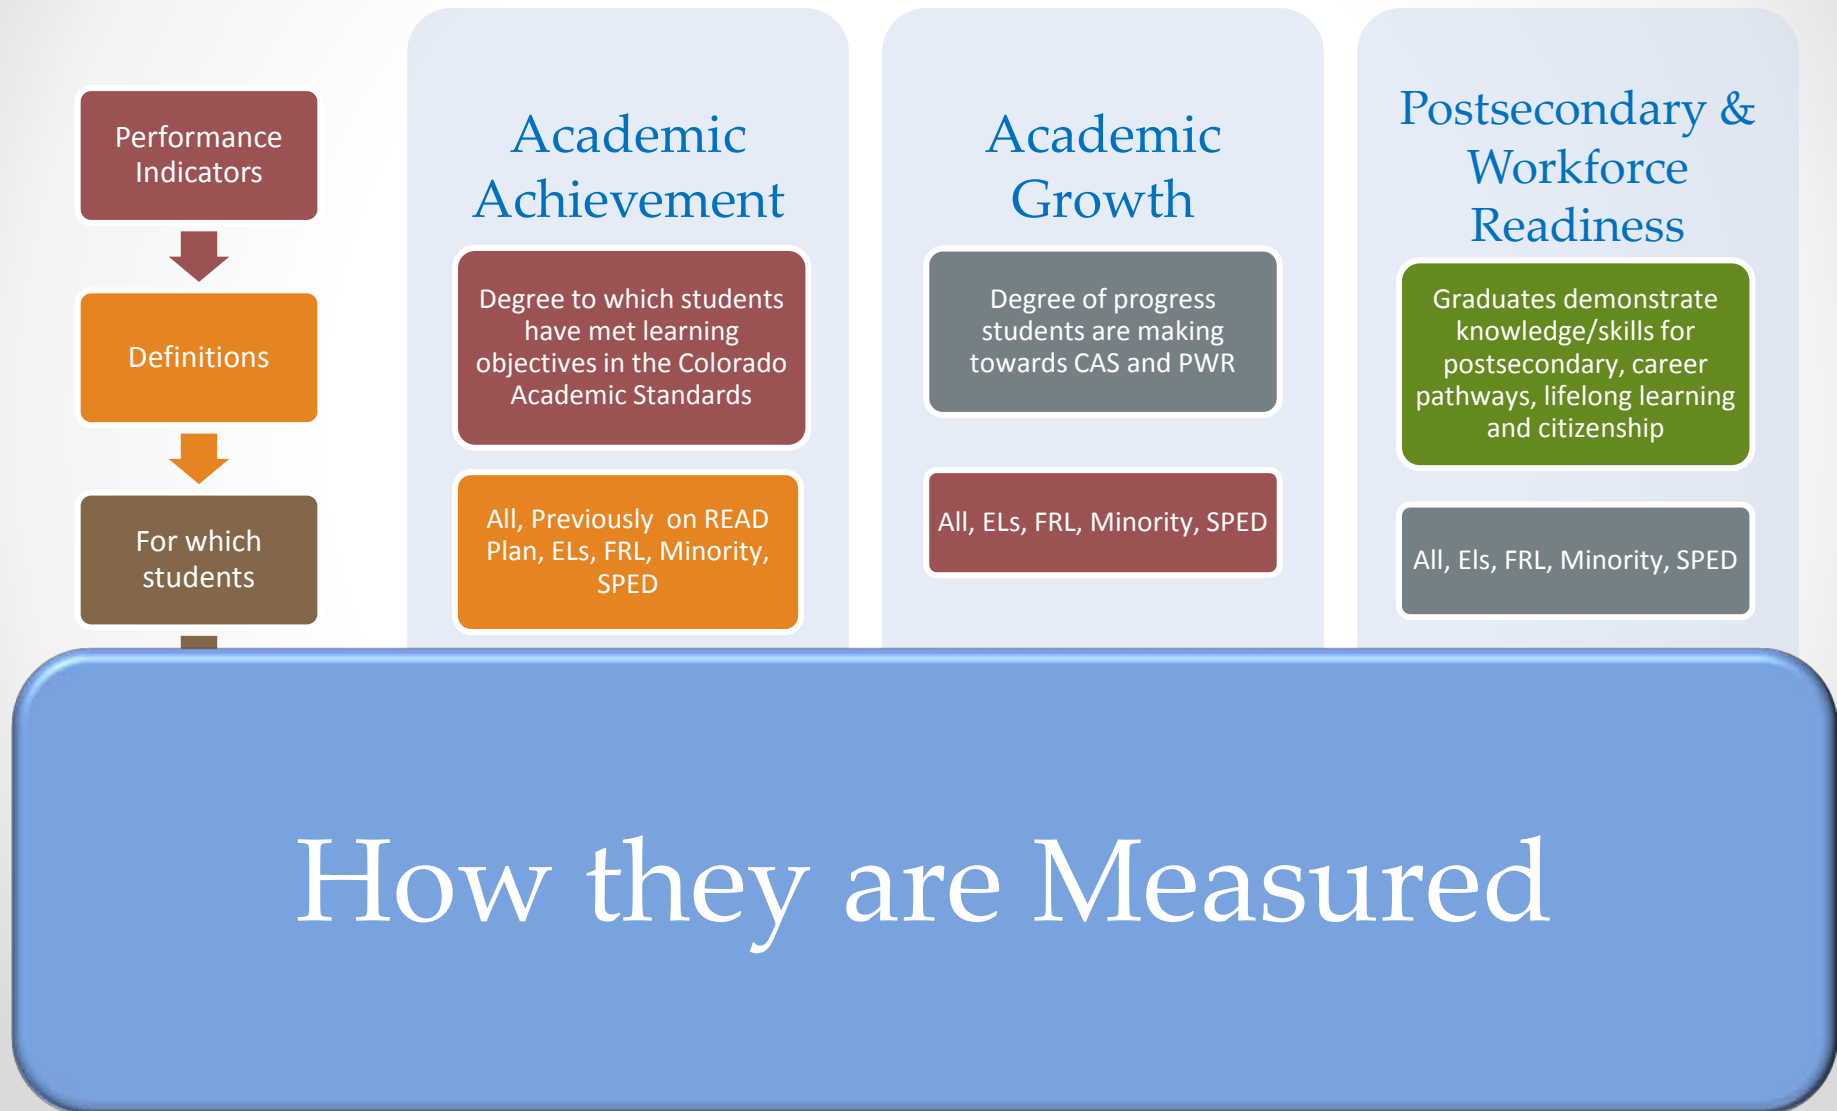 Performance
Indicators
Definitions
For which
students
Academic
Achievement
Degree to which students
have met learning
objectives in the Colorado
Academic Standards
All, Previously  on READ
Plan, ELs, FRL, Minority,
SPED
Academic
Growth
Degree of progress
students are making
towards CAS and PWR
All, ELs, FRL, Minority, SPED
Postsecondary &
Workforce
Readiness
Graduates demonstrate
knowledge/skills for
postsecondary, career
pathways, lifelong learning
and citizenship
All, Els, FRL, Minority, SPED
How they are Measured